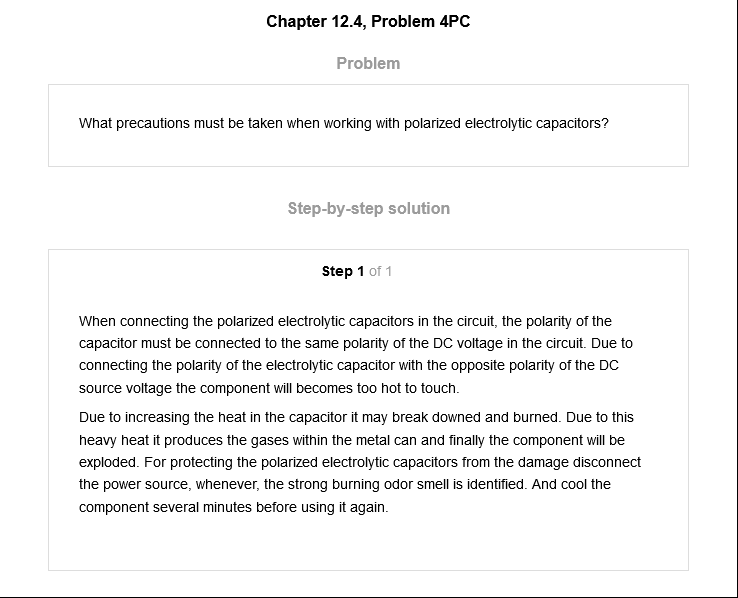 Chapter 12.4, Problem 4PC
Problem
What precautions must be taken when working with polarized electrolytic capacitors?
Step-by-step solution
Step 1 of 1
When connecting the polarized electrolytic capacitors in the circuit, the polarity of the
capacitor must be connected to the same polarity of the DC voltage in the circuit. Due to
connecting the polarity of the electrolytic capacitor with the opposite polarity of the DC
source voltage the component will becomes too hot to touch.
Due to increasing the heat in the capacitor it may break downed and burned. Due to this
heavy heat it produces the gases within the metal can and finally the component will be
exploded. For protecting the polarized electrolytic capacitors from the damage disconnect
the power source, whenever, the strong burning odor smell is identified. And cool the
component several minutes before using it again.